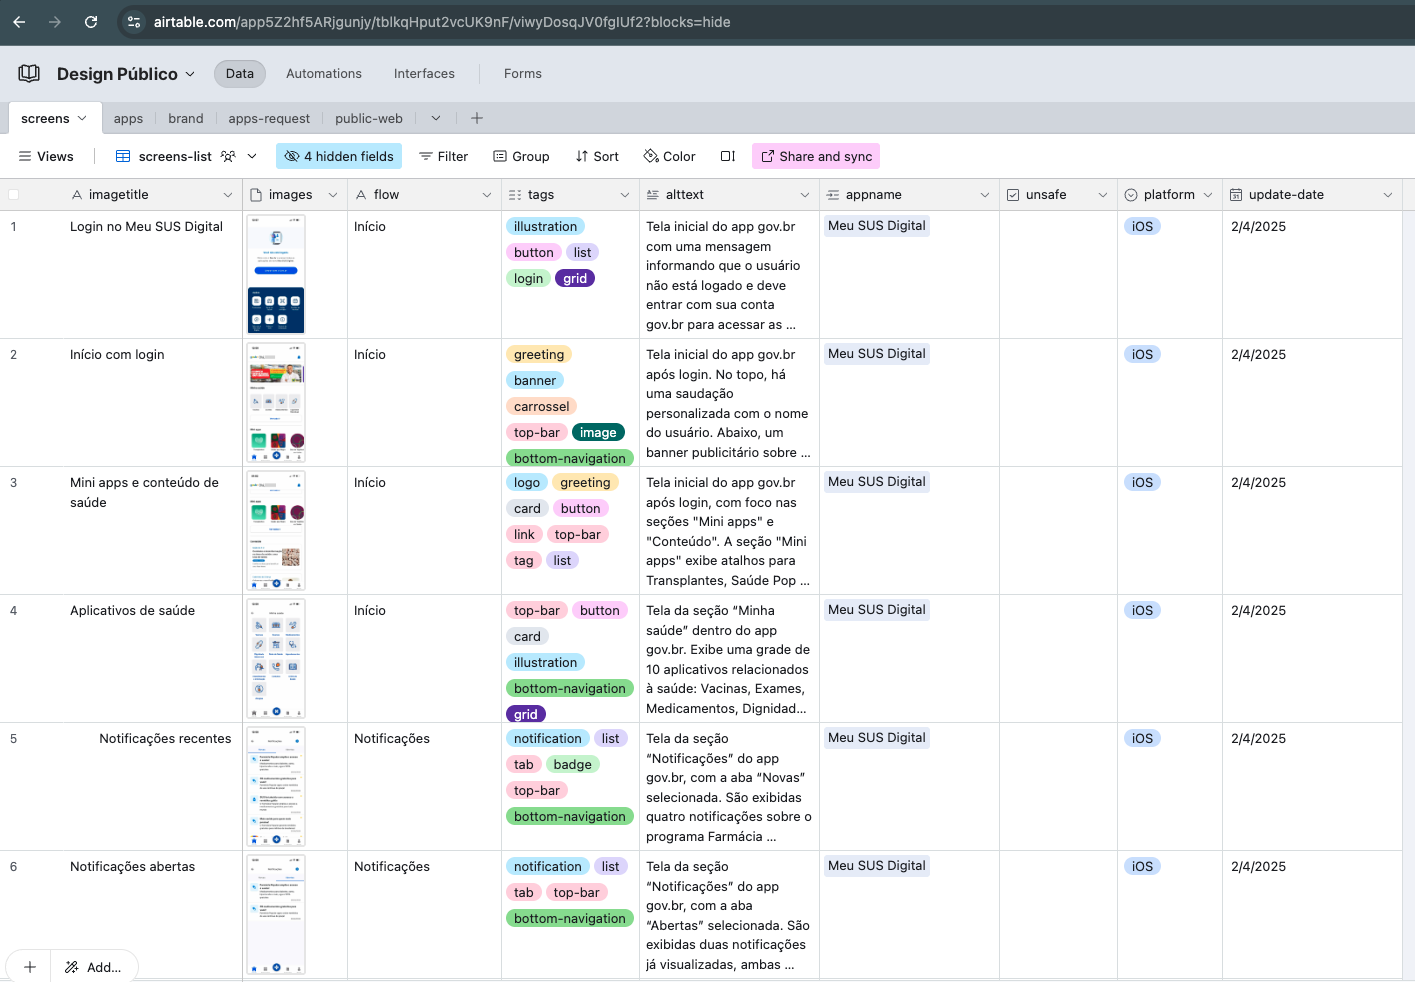 airtable.com/app5Z2hf5ARjgunjy/tblkqHput2vcUK9nF/viwyDosqJV0fgIUf2?blocks=hide
Design Público
Data
Automations
Interfaces
Forms
screens
apps
brand
apps-request
public-web
Views
screens-list
4 hidden fields
Filter
Group
Sort
Color
Share and sync
imagetitle
images
flow
tags
alttext
appname
unsafe
platform
update-date
1
Login no Meu SUS Digital
Início
illustration
button
list
login
grid
Tela inicial do app gov.br
com uma mensagem
informando que o usuário
não está logado e deve
entrar com sua conta
gov.br para acessar as ...
Meu SUS Digital
iOS
2/4/2025
2
Início com login
Início
greeting
banner
carrossel
top-bar
image
bottom-navigation
Tela inicial do app gov.br
após login. No topo, há
uma saudação
personalizada com o nome
do usuário. Abaixo, um
banner publicitário sobre ...
Meu SUS Digital
iOS
2/4/2025
3
Mini apps e conteúdo de
saúde
Início
logo
greeting
card
button
link
top-bar
tag
list
Tela inicial do app gov.br
após login, com foco nas
seções "Mini apps" e
"Conteúdo". A seção "Mini
apps" exibe atalhos para
Transplantes, Saúde Pop ...
Meu SUS Digital
iOS
2/4/2025
4
Aplicativos de saúde
Início
top-bar
button
card
illustration
bottom-navigation
grid
Tela da seção “Minha
saúde” dentro do app
gov.br. Exibe uma grade de
10 aplicativos relacionados
à saúde: Vacinas, Exames,
Medicamentos, Dignidad...
Meu SUS Digital
iOS
2/4/2025
5
Notificações recentes
Notificações
notification
list
tab
badge
top-bar
bottom-navigation
Tela da seção
“Notificações” do app
gov.br, com a aba “Novas”
selecionada. São exibidas
quatro notificações sobre o
programa Farmácia ...
Meu SUS Digital
iOS
2/4/2025
6
Notificações abertas
Notificações
notification
list
tab
top-bar
bottom-navigation
Tela da seção
“Notificações” do app
gov.br, com a aba
“Abertas” selecionada. São
exibidas duas notificações
já visualizadas, ambas ...
Meu SUS Digital
iOS
2/4/2025
Add...